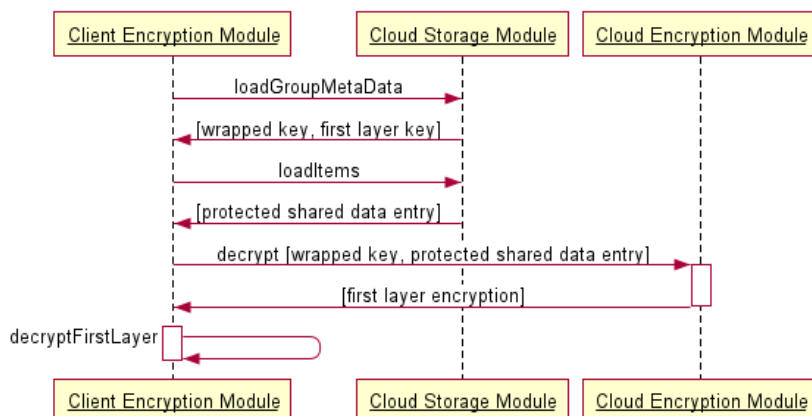 Client Encryption Module
Cloud Storage Module
Cloud Encryption Module
loadGroupMetaData
[wrapped key, first layer key]
loadItems
[protected shared data entry]
decrypt [wrapped key, protected shared data entry]
[first layer encryption]
decryptFirstLayer
Client Encryption Module
Cloud Storage Module
Cloud Encryption Module